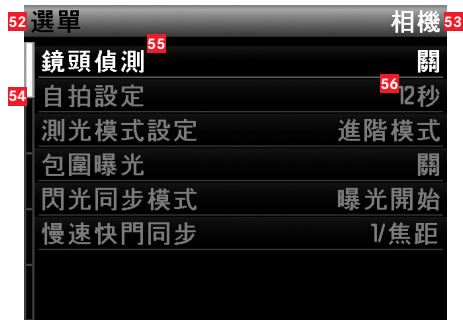 52 選單 相機 53
55
鏡頭偵測 關
54 自拍設定 56 12秒
測光模式設定 進階模式
包圍曝光 關
閃光同步模式 曝光開始
慢速快門同步 1/焦距